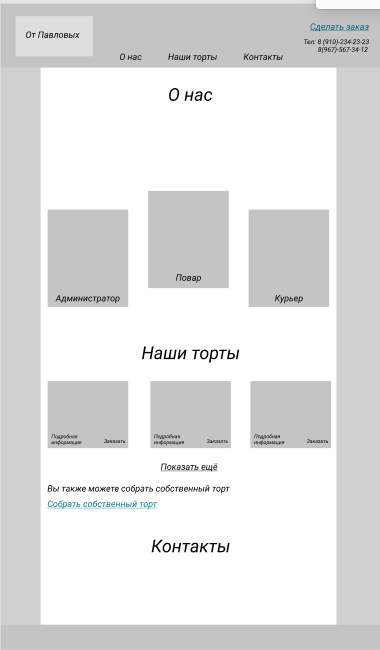 От Павловых
Сделать заказ
Тел: 8 (910)-234-23-23
8(967)-567-34-12
О нас
Наши торты
Контакты
О нас
Администратор
Повар
Курьер
Наши торты
Подробная
информация
Заказать
Подробная
информация
Заказать
Подробная
информация
Заказать
Показать ещё
Вы также можете собрать собственный торт
Собрать собственный торт
Контакты